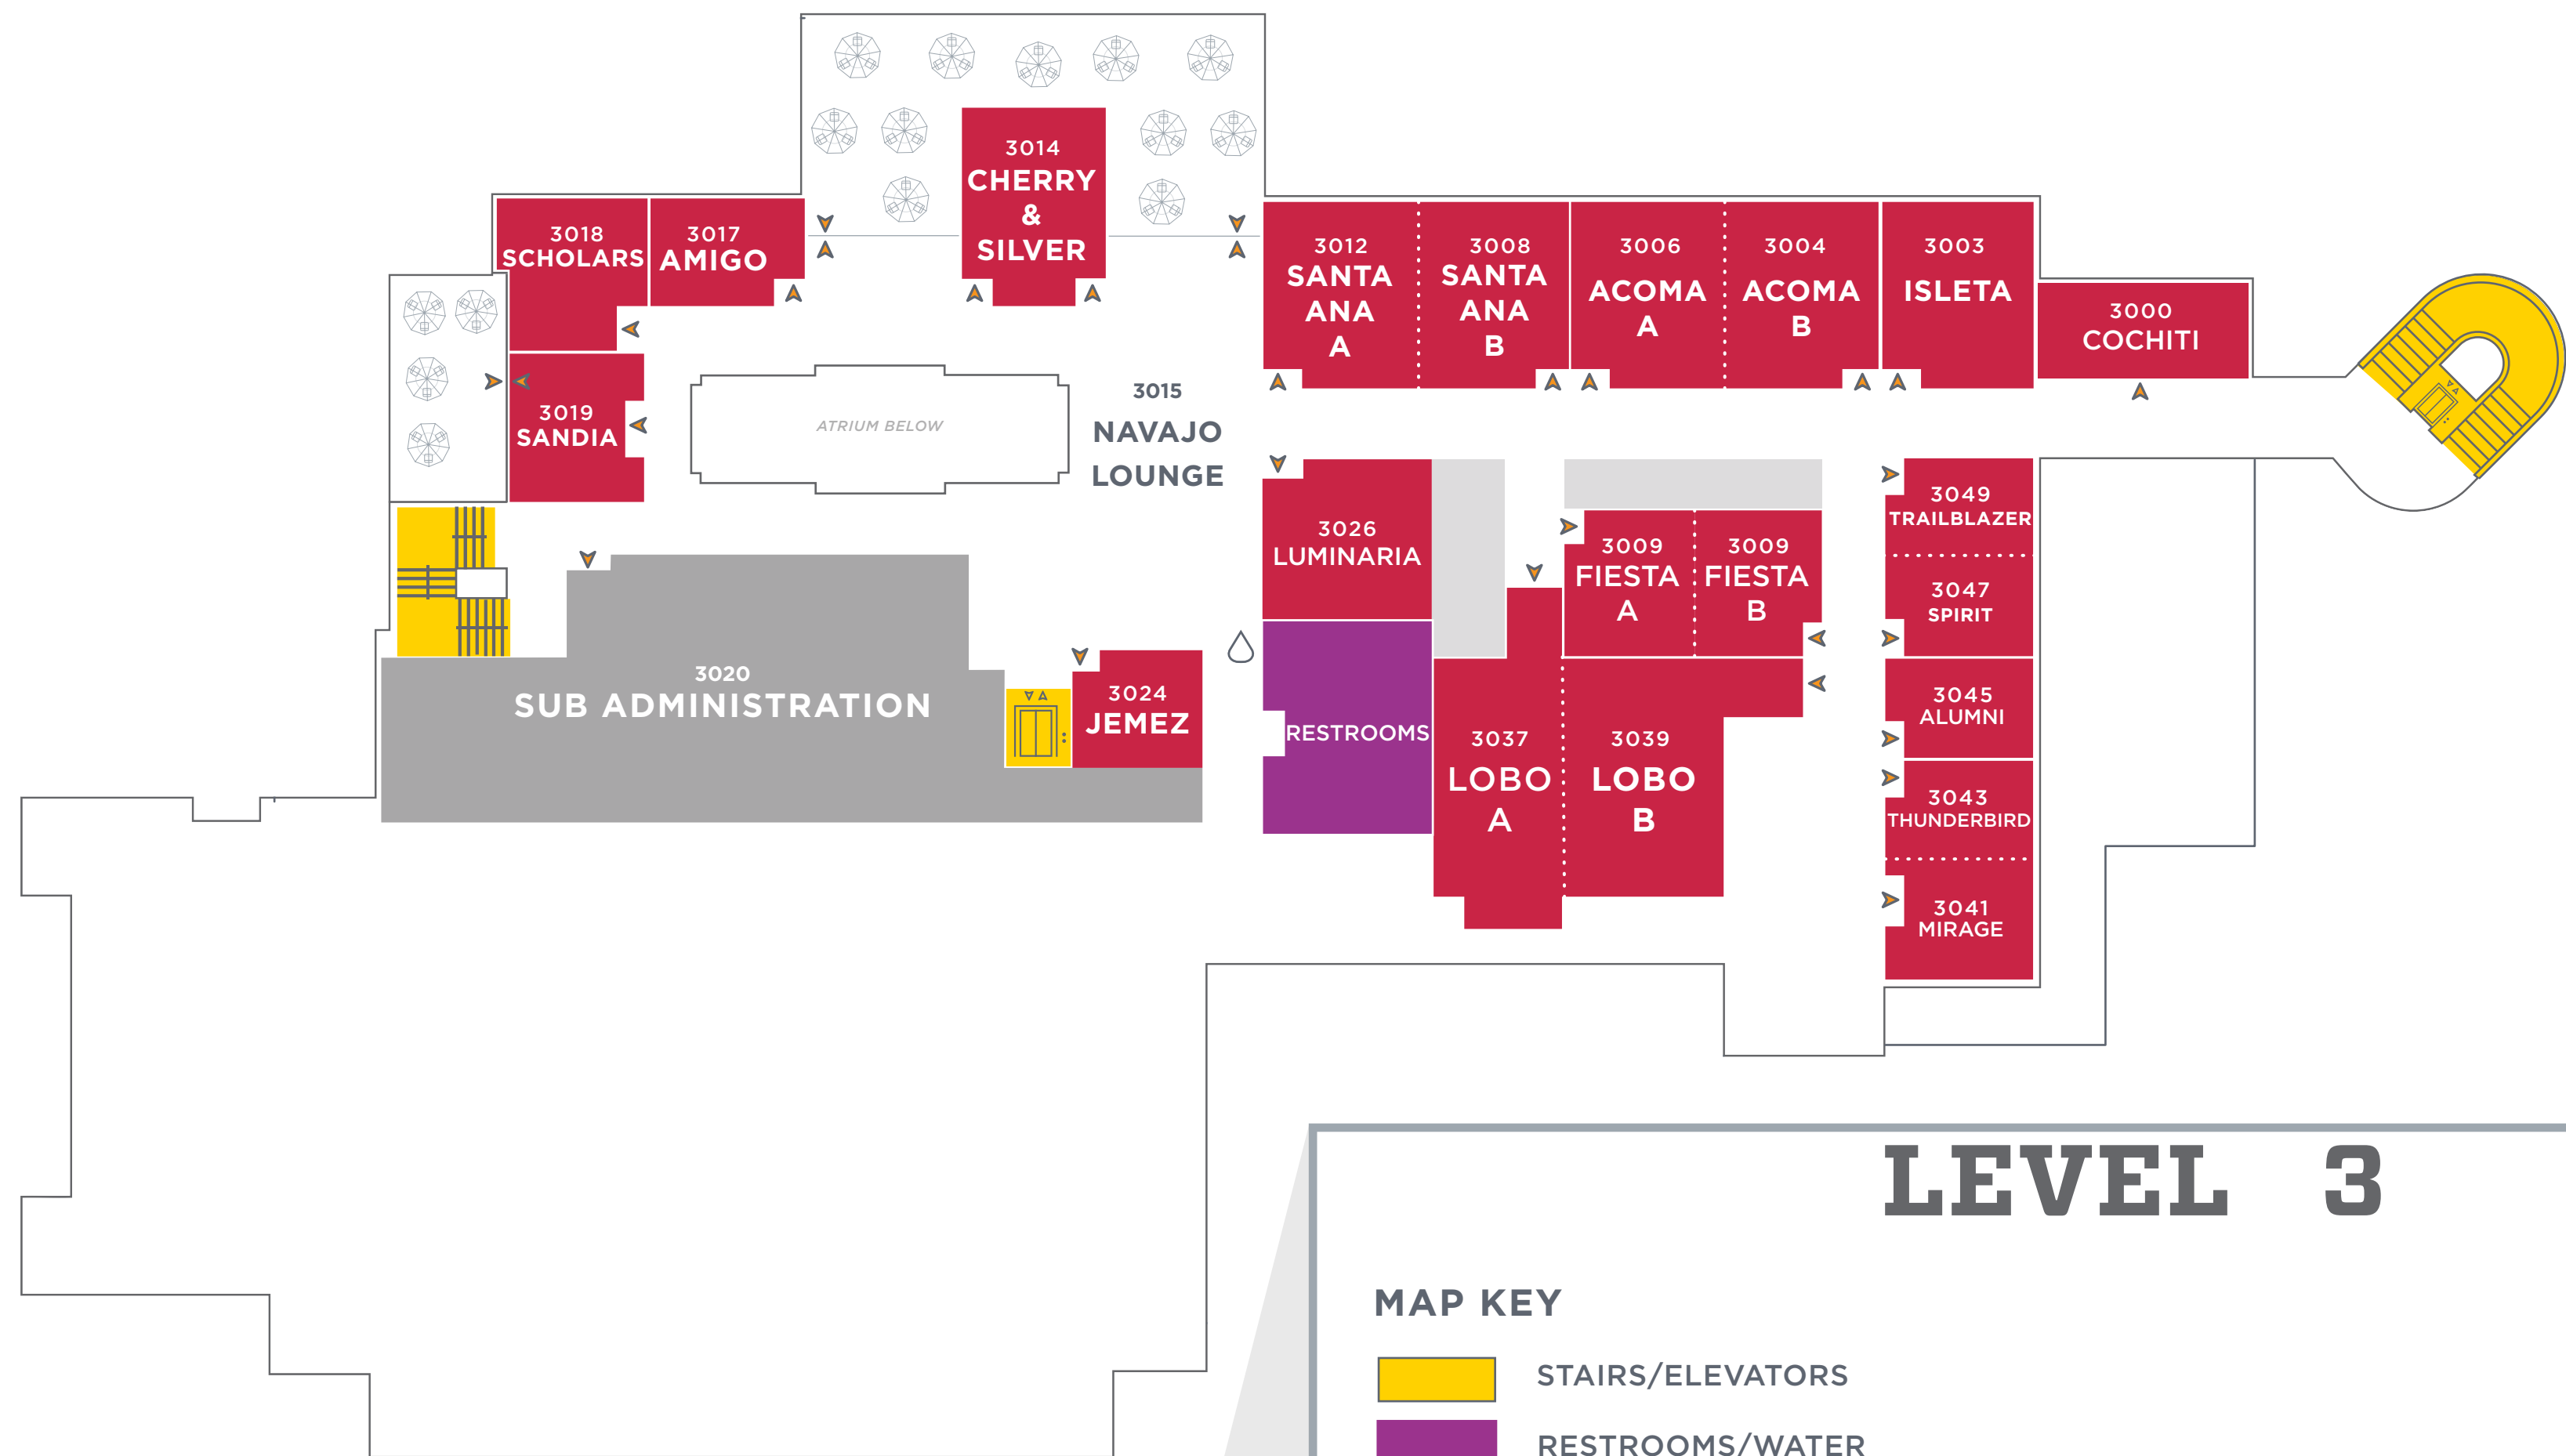 3014
CHERRY
&
SILVER
3018
SCHOLARS
3017
AMIGO
3012
SANTA
ANA
A
3008
SANTA
ANA
B
3006
ACOMA
A
3004
ACOMA
B
3003
ISLETA
3000
COCHITI
3019
SANDIA
ATRIUM BELOW
3015
NAVAJO
LOUNGE
3026
LUMINARIA
3009
FIESTA
A
3009
FIESTA
B
3049
TRAILBLAZER
3047
SPIRIT
3020
SUB ADMINISTRATION
3024
JEMEZ
RESTROOMS
3037
LOBO
A
3039
LOBO
B
3045
ALUMNI
3043
THUNDERBIRD
3041
MIRAGE
LEVEL 3
MAP KEY
STAIRS/ELEVATORS
RESTROOMS/WATER